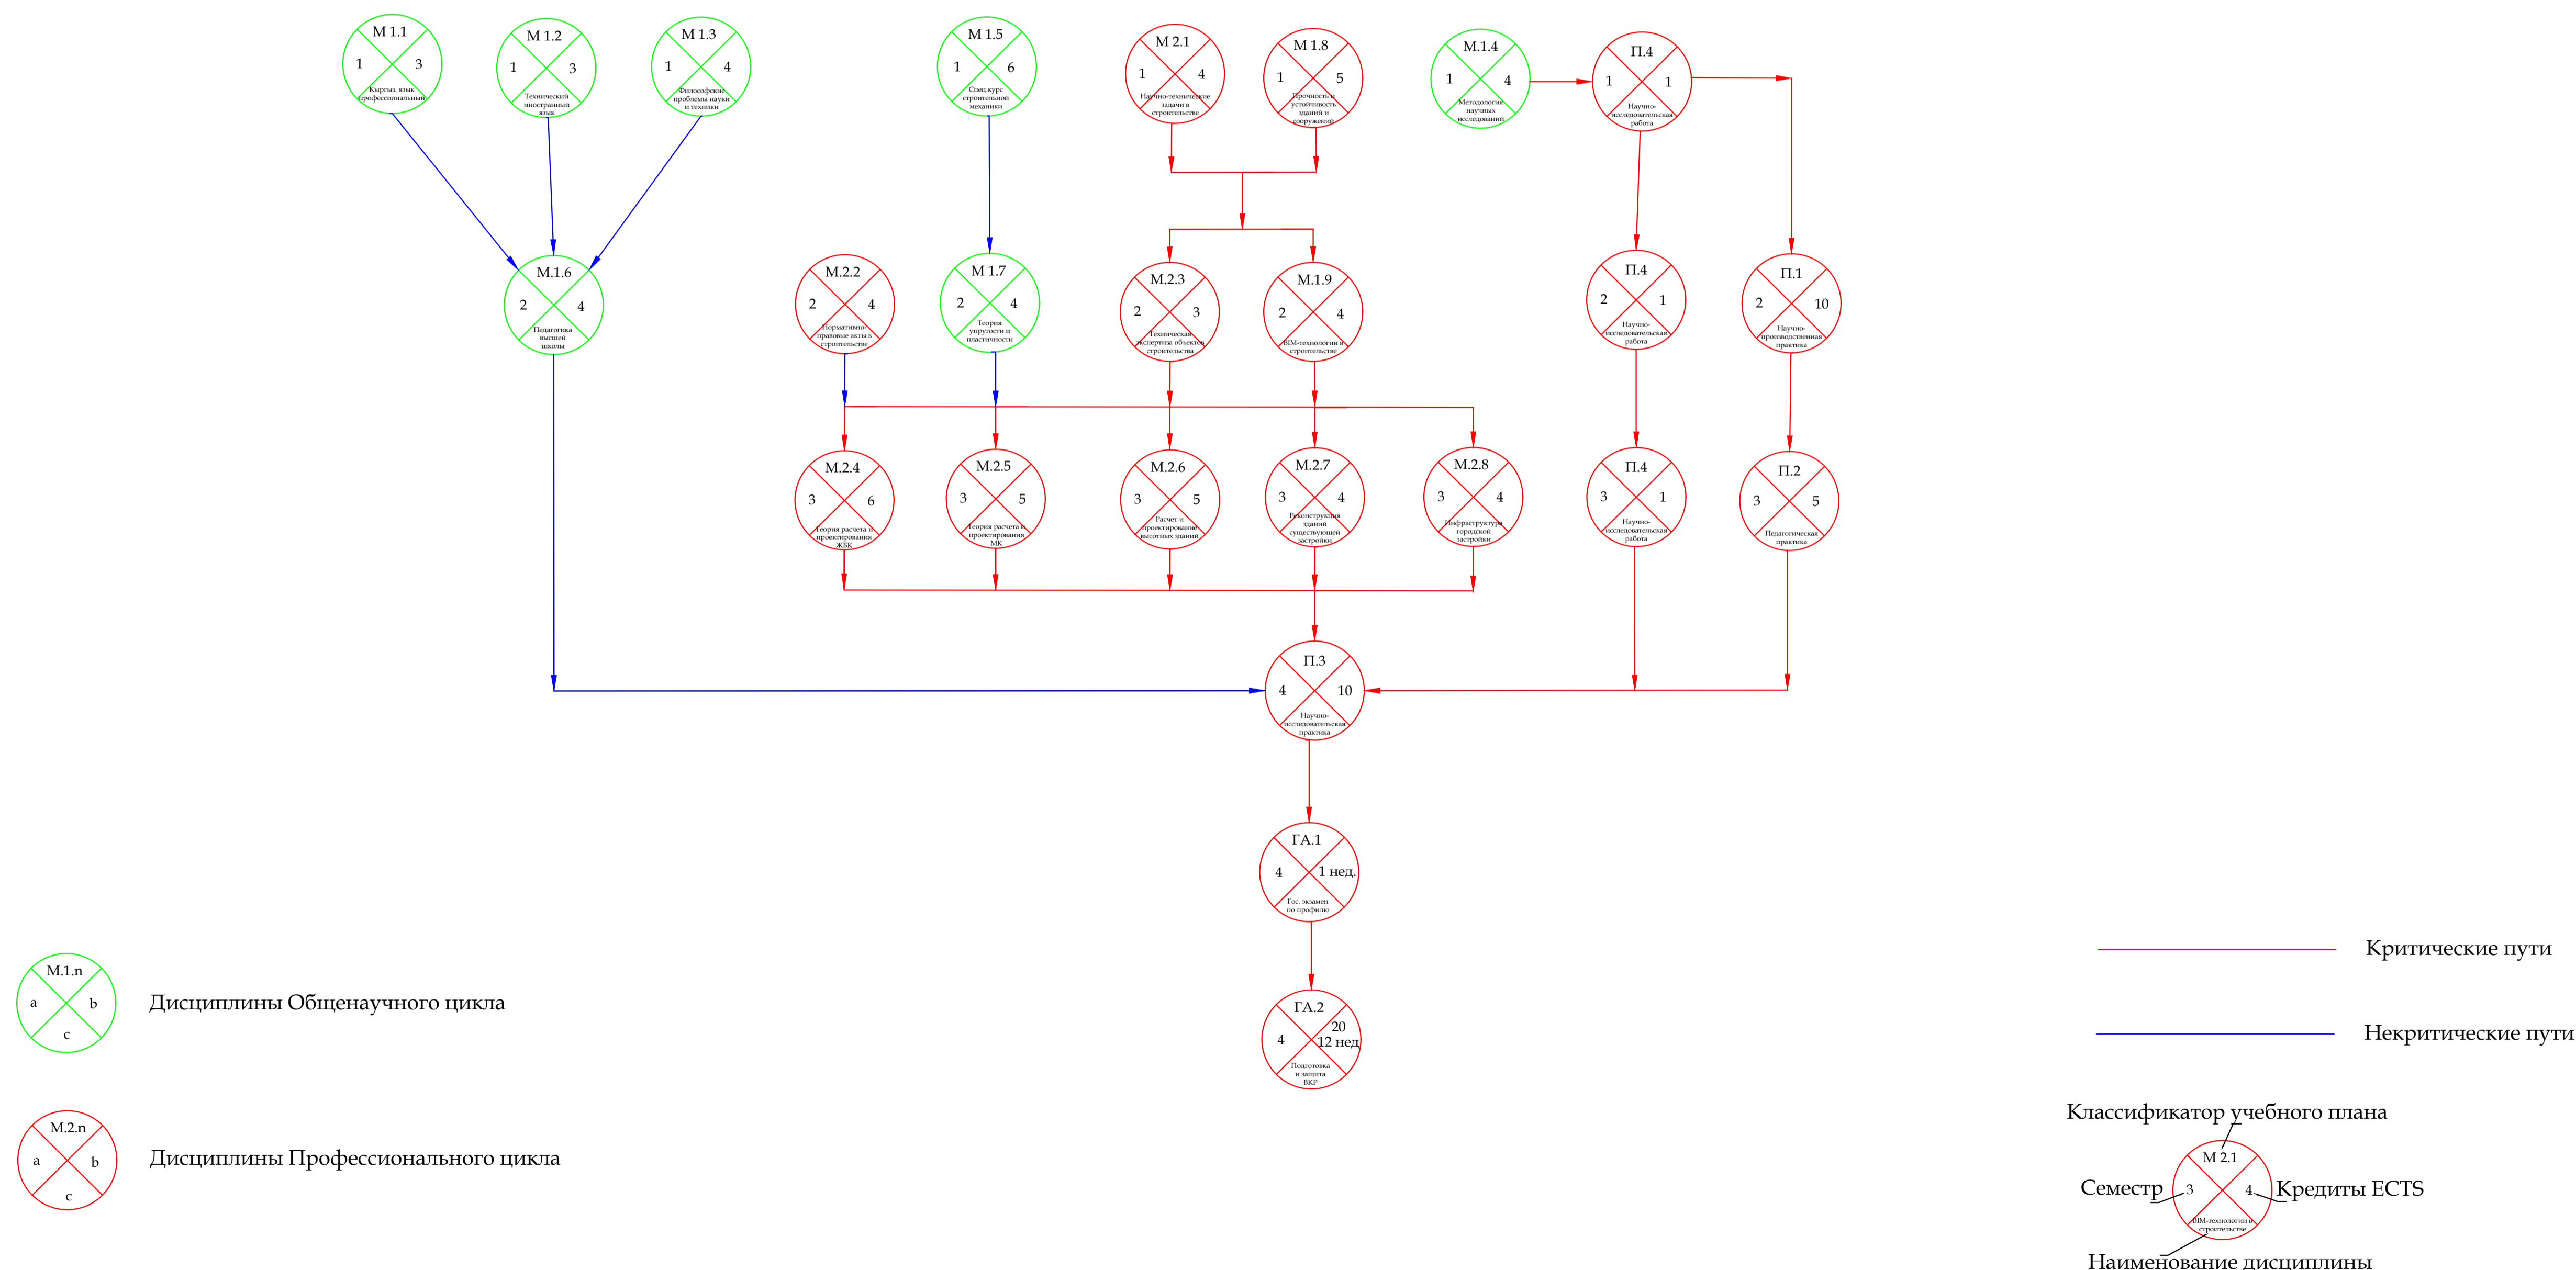 М 1.1
1
3
Кыргыз. язык
профессиональный
М 1.2
1
3
Технический
иностранный
язык
М 1.3
1
4
Философские
проблемы науки
и техники
М 1.5
1
6
Спец.курс
строительной
механики
М 2.1
1
4
Научно-технические
задачи в
строительстве
М 1.8
1
5
Прочность и
устойчивость
зданий и
сооружений
М.1.4
1
4
Методология
научных
исследований
П.4
1
1
Научно-
исследовательская
работа
М.1.6
2
4
Педагогика
высшей
школы
М.2.2
2
4
Нормативно-
правовые акты в
строительстве
М 1.7
2
4
Теория
упругости и
пластичности
М.2.3
2
3
Техническая
экспертиза объектов
строительства
М.1.9
2
4
BIM-технологии в
строительстве
П.4
2
1
Научно-
исследовательская
работа
П.1
2
10
Научно-
производственная
практика
М.2.4
3
6
Теория расчета и
проектирования
ЖБК
М.2.5
3
5
Теория расчета и
проектирования
МК
М.2.6
3
5
Расчет и
проектирование
высотных зданий
М.2.7
3
4
Реконструкция
зданий
существующей
застройки
М.2.8
3
4
Инфраструктура
городской
застройки
П.4
3
1
Научно-
исследовательская
работа
П.2
3
5
Педагогическая
практика
П.3
4
10
Научно-
исследовательская
практика
ГА.1
4
1 нед.
Гос. экзамен
по профилю
ГА.2
4
20
12 нед
Подготовка
и защита
ВКР
М.1.n
a
b
c
Дисциплины Общенаучного цикла
М.2.n
a
b
c
Дисциплины Профессионального цикла
Критические пути
Некритические пути
Классификатор учебного плана
М 2.1
Семестр
3
4
Кредиты ECTS
BIM-технологии в
строительстве
Наименование дисциплины